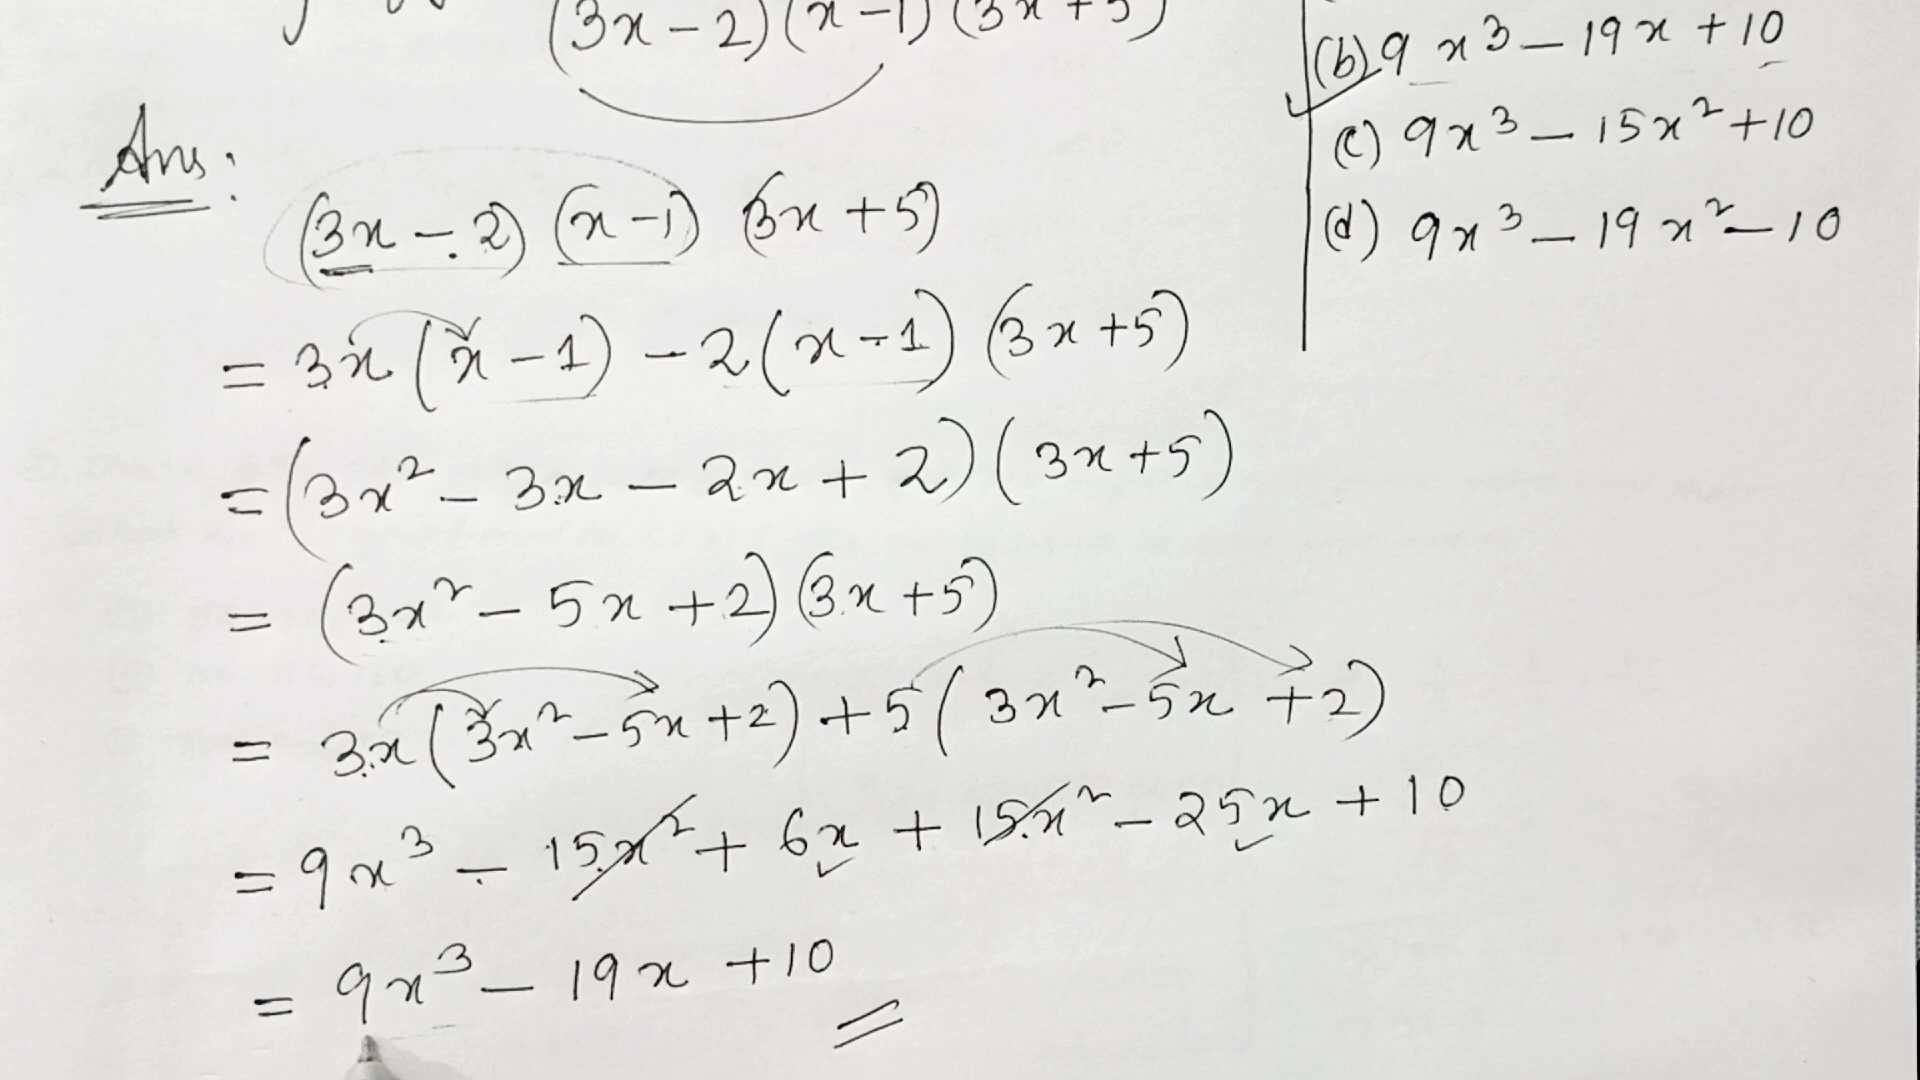 (3x - 2) (x - 1) (3x + 5)
(b) 9x³ - 19x + 10
(c) 9x³ - 15x² + 10
(d) 9x³ - 19x² - 10
Ans:
(3x - 2) (x - 1) (3x + 5)
= 3x (x - 1) - 2 (x - 1) (3x + 5)
= (3x² - 3x - 2x + 2) (3x + 5)
= (3x² - 5x + 2) (3x + 5)
= 3x (3x² - 5x + 2) + 5 (3x² - 5x + 2)
= 9x³ - 15x² + 6x + 15x² - 25x + 10
= 9x³ - 19x + 10